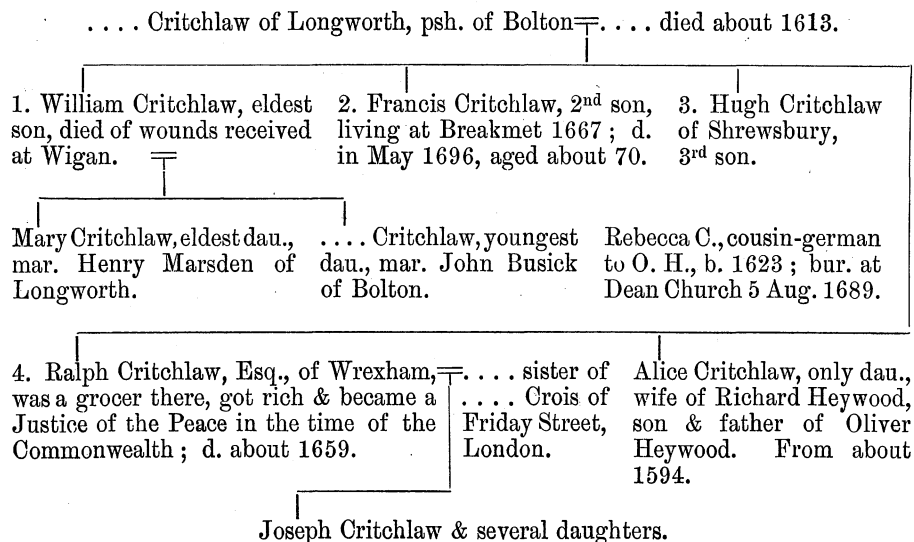 . . . . Critchlaw of Longworth, psh. of Bolton . . . . died about 1613.
1. William Critchlaw, eldest
son, died of wounds received
at Wigan.
2. Francis Critchlaw, 2nd son,
living at Breakmet 1667 ; d.
in May 1696, aged about 70.
3. Hugh Critchlaw
of Shrewsbury,
3rd son.
Mary Critchlaw, eldest dau.,
mar. Henry Marsden of
Longworth.
. . . . Critchlaw, youngest
dau., mar. John Busick
of Bolton.
Rebecca C., cousin-german
to O. H., b. 1623 ; bur. at
Dean Church 5 Aug. 1689.
4. Ralph Critchlaw, Esq., of Wrexham,
was a grocer there, got rich & became a
Justice of the Peace in the time of the
Commonwealth ; d. about 1659.
. . . . sister of
. . . . Crois of
Friday Street,
London.
Alice Critchlaw, only dau.,
wife of Richard Heywood,
son & father of Oliver
Heywood. From about
1594.
Joseph Critchlaw & several daughters.